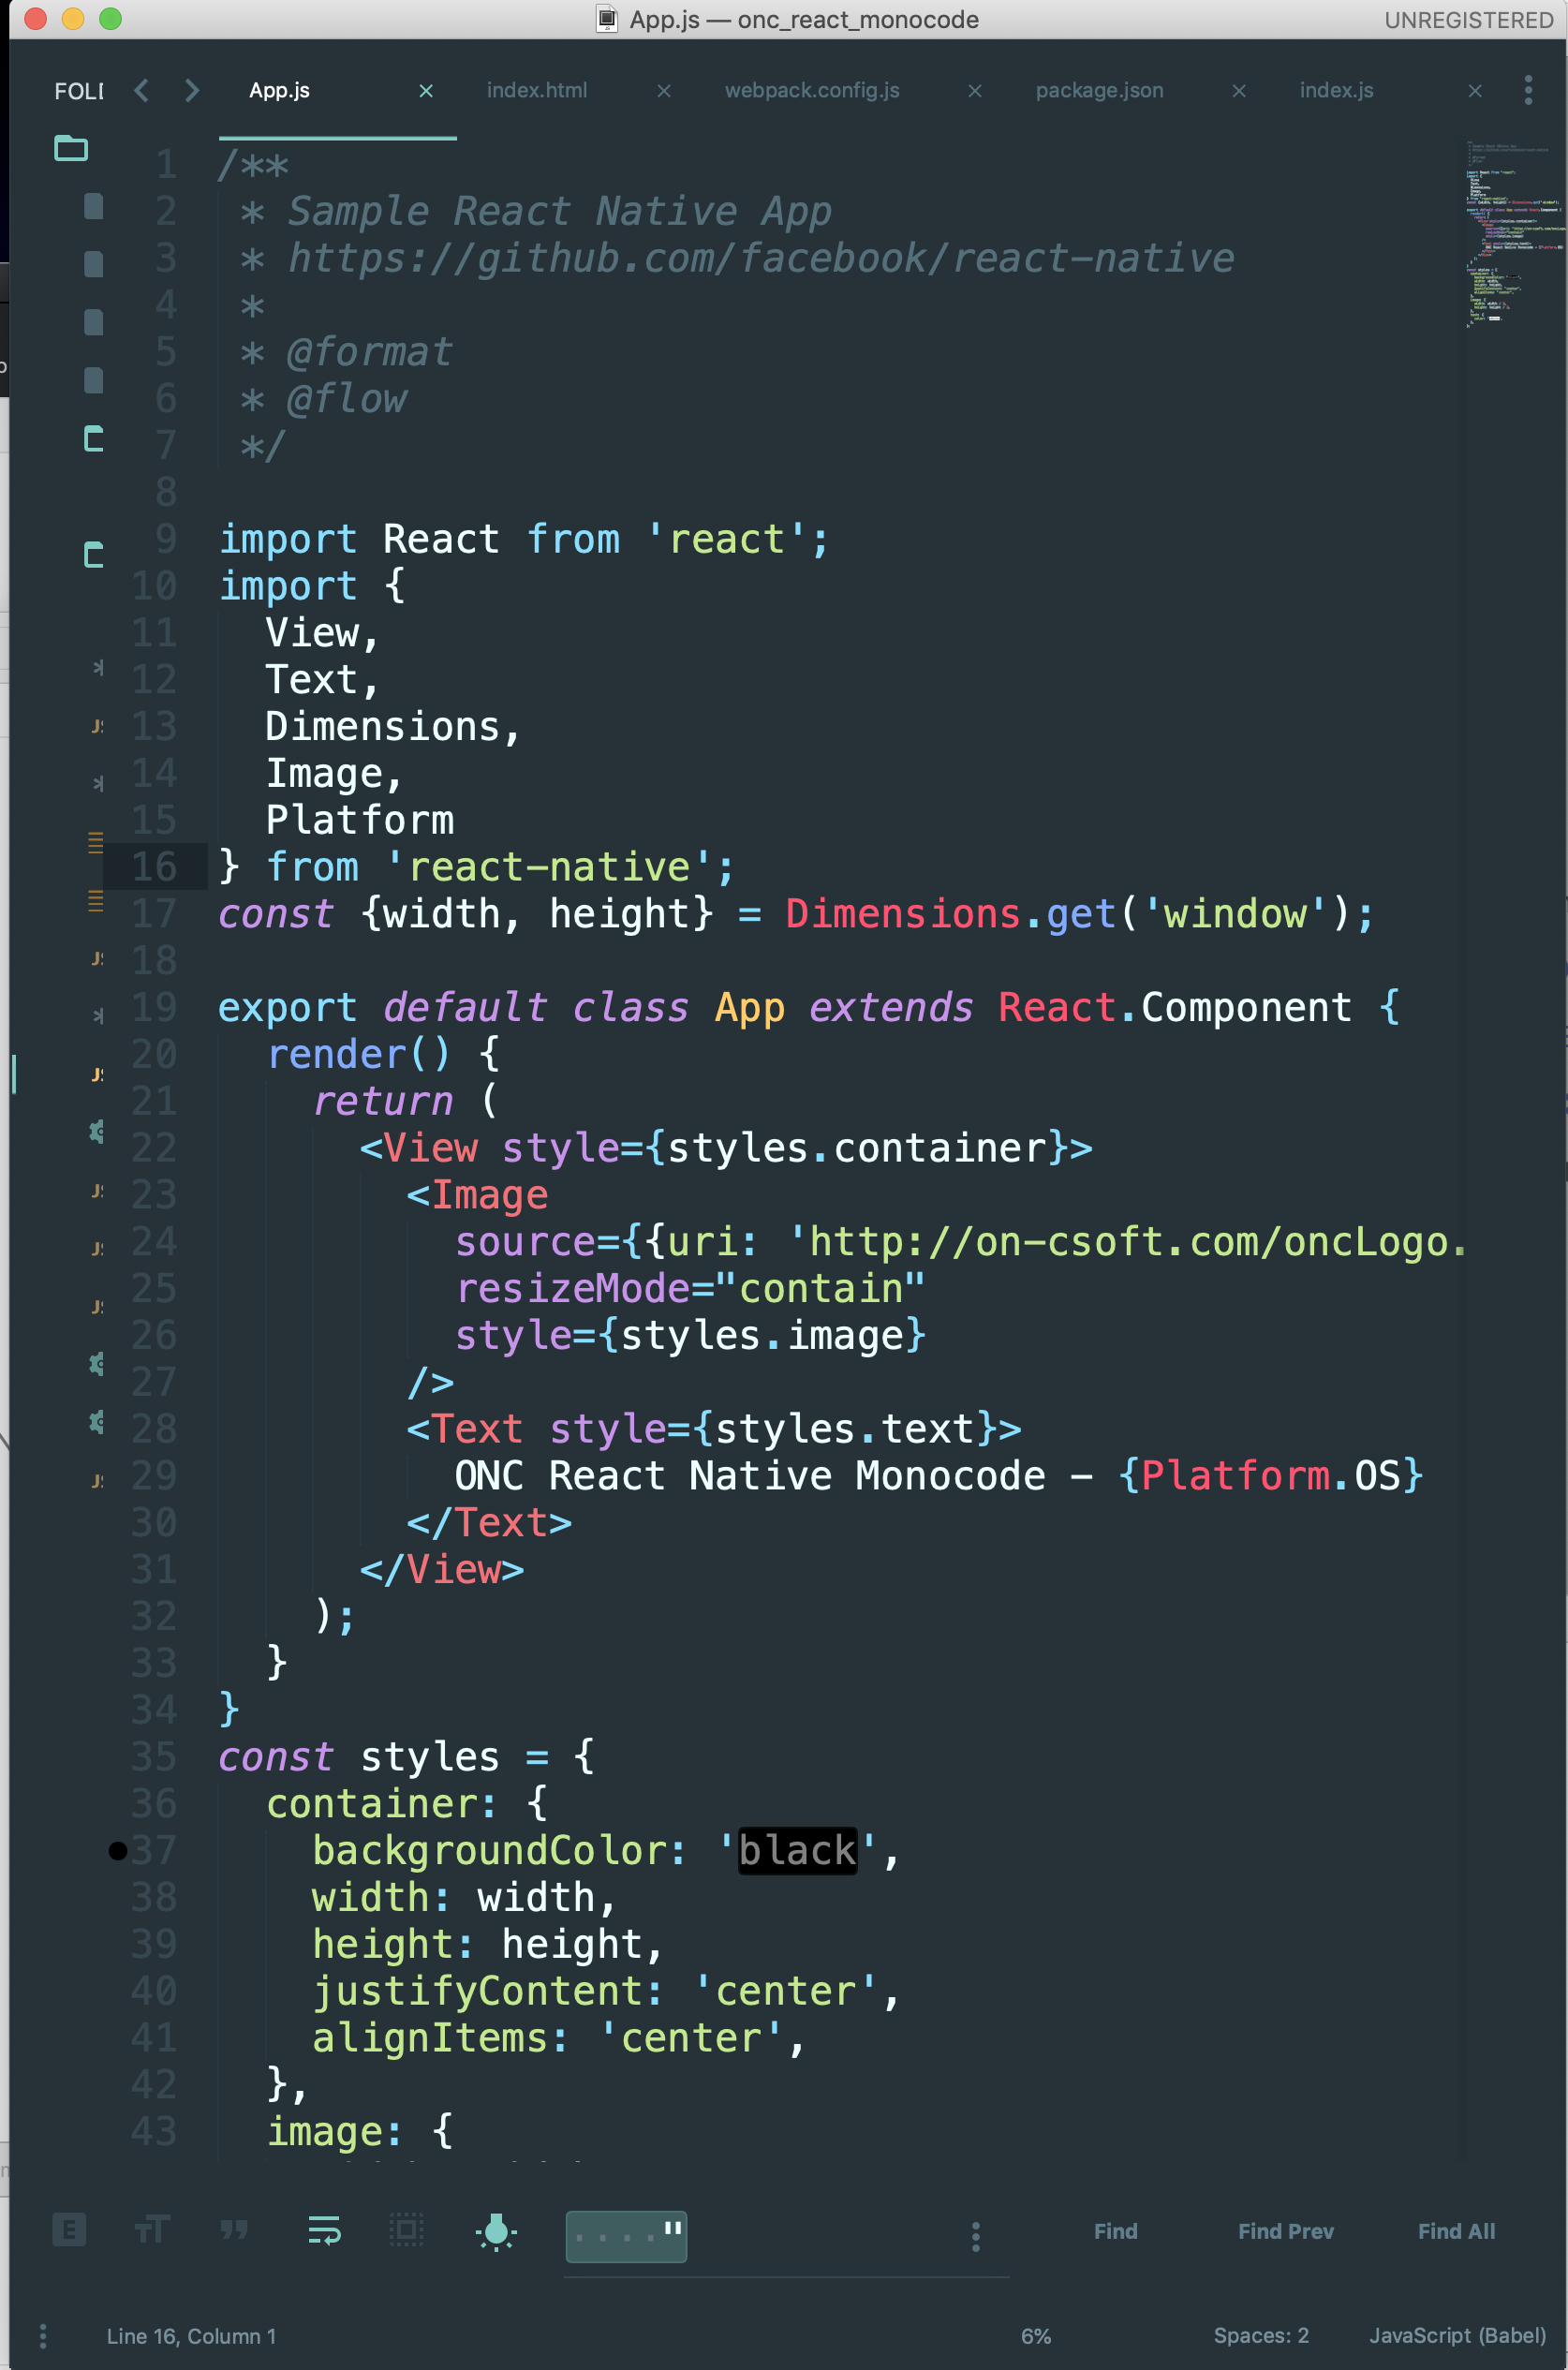 App.js — onc_react_monocode
UNREGISTERED
App.js
index.html
webpack.config.js
package.json
index.js
1 /**
2 * Sample React Native App
3 * https://github.com/facebook/react-native
4 *
5 * @format
6 * @flow
7 */
8
9 import React from 'react';
10 import {
11 View,
12 Text,
13 Dimensions,
14 Image,
15 Platform
16 } from 'react-native';
17 const {width, height} = Dimensions.get('window');
18
19 export default class App extends React.Component {
20 render() {
21 return (
22 <View style={styles.container}>
23 <Image
24 source={{uri: 'http://on-csoft.com/oncLogo.
25 resizeMode="contain"
26 style={styles.image}
27 />
28 <Text style={styles.text}>
29 ONC React Native Monocode - {Platform.OS}
30 </Text>
31 </View>
32 );
33 }
34 }
35 const styles = {
36 container: {
37 backgroundColor: 'black',
38 width: width,
39 height: height,
40 justifyContent: 'center',
41 alignItems: 'center',
42 },
43 image: {
...."
Find
Find Prev
Find All
Line 16, Column 1
6%
Spaces: 2
JavaScript (Babel)